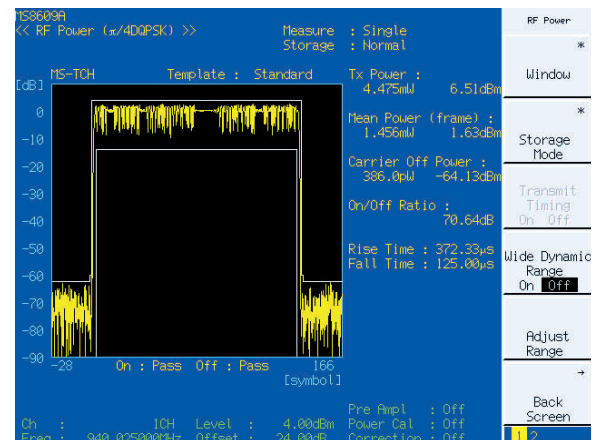 MS8609A
<< RF Power (π/4DQPSK) >>
Measure : Single
Storage : Normal
MS-TCH Template : Standard
[dB]
0
-10
-20
-30
-40
-50
-60
-70
-80
-90
-28
On : Pass Off : Pass
166
[symbol]
Tx Power :
4.475mW 6.51dBm
Mean Power (frame) :
1.456mW 1.63dBm
Carrier Off Power :
386.0pW -64.13dBm
On/Off Ratio :
70.64dB
Rise Time : 372.33µs
Fall Time : 125.00µs
Pre Ampl : Off
Ch : 1CH Level : 4.00dBm Power Cal : Off
Freq : 940.025000MHz Offset : 24.00dB Correction : Off
RF Power
*
Window
*
Storage
Mode
Transmit
Timing
On Off
Wide Dynamic
Range
On Off
Adjust
Range
→
Back
Screen
1 2